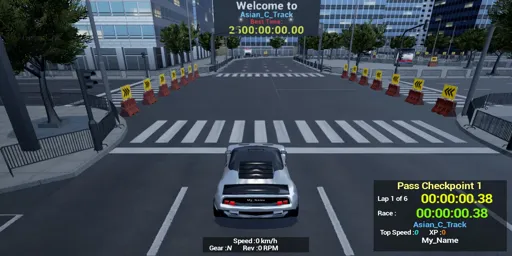 Welcome to
Asian_C_Track
Best Time:
00:00:00.00
Pass Checkpoint 1
Lap 1 of 6 00:00:00.38
Race : 00:00:00.38
Asian_C_Track
Top Speed :0 XP :0
My_Name
My_Name
Speed :0 km/h
Gear :N Rev :0 RPM